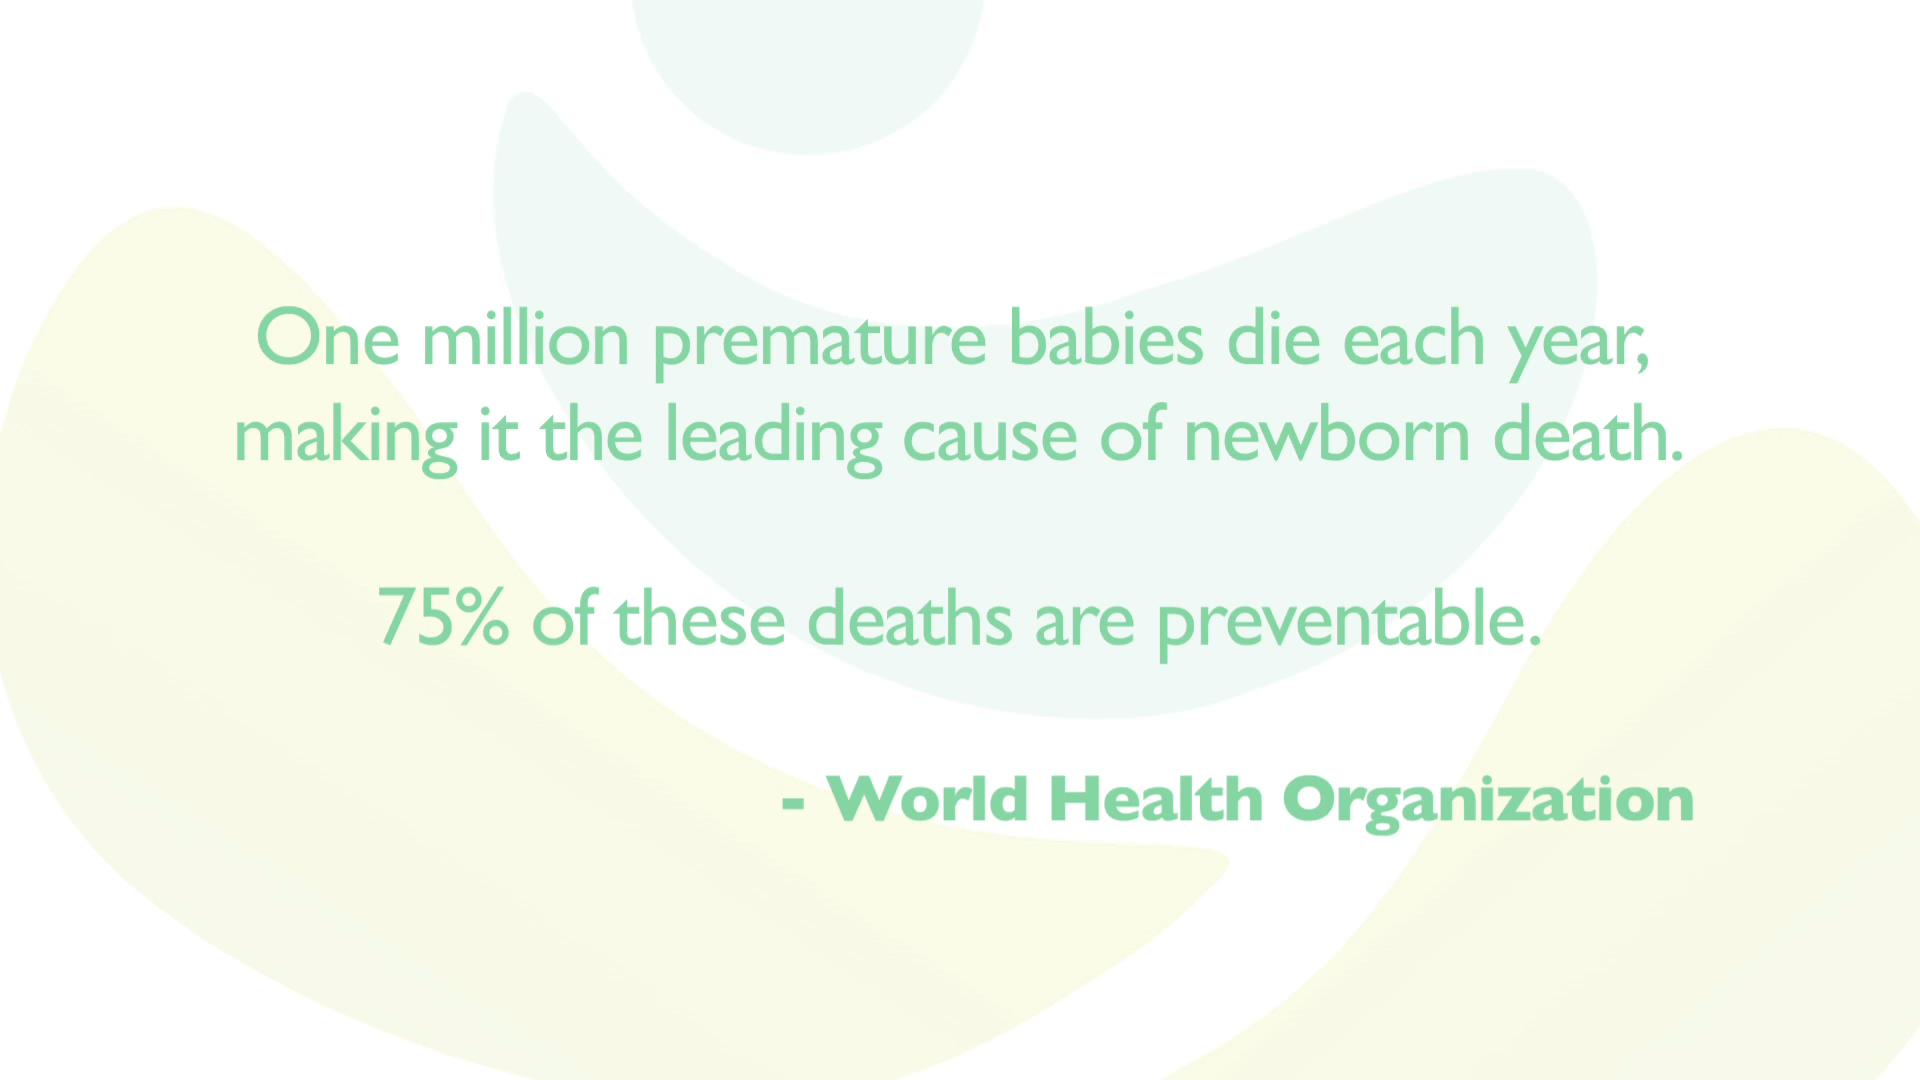 One million premature babies die each year,
making it the leading cause of newborn death.
75% of these deaths are preventable.
- World Health Organization